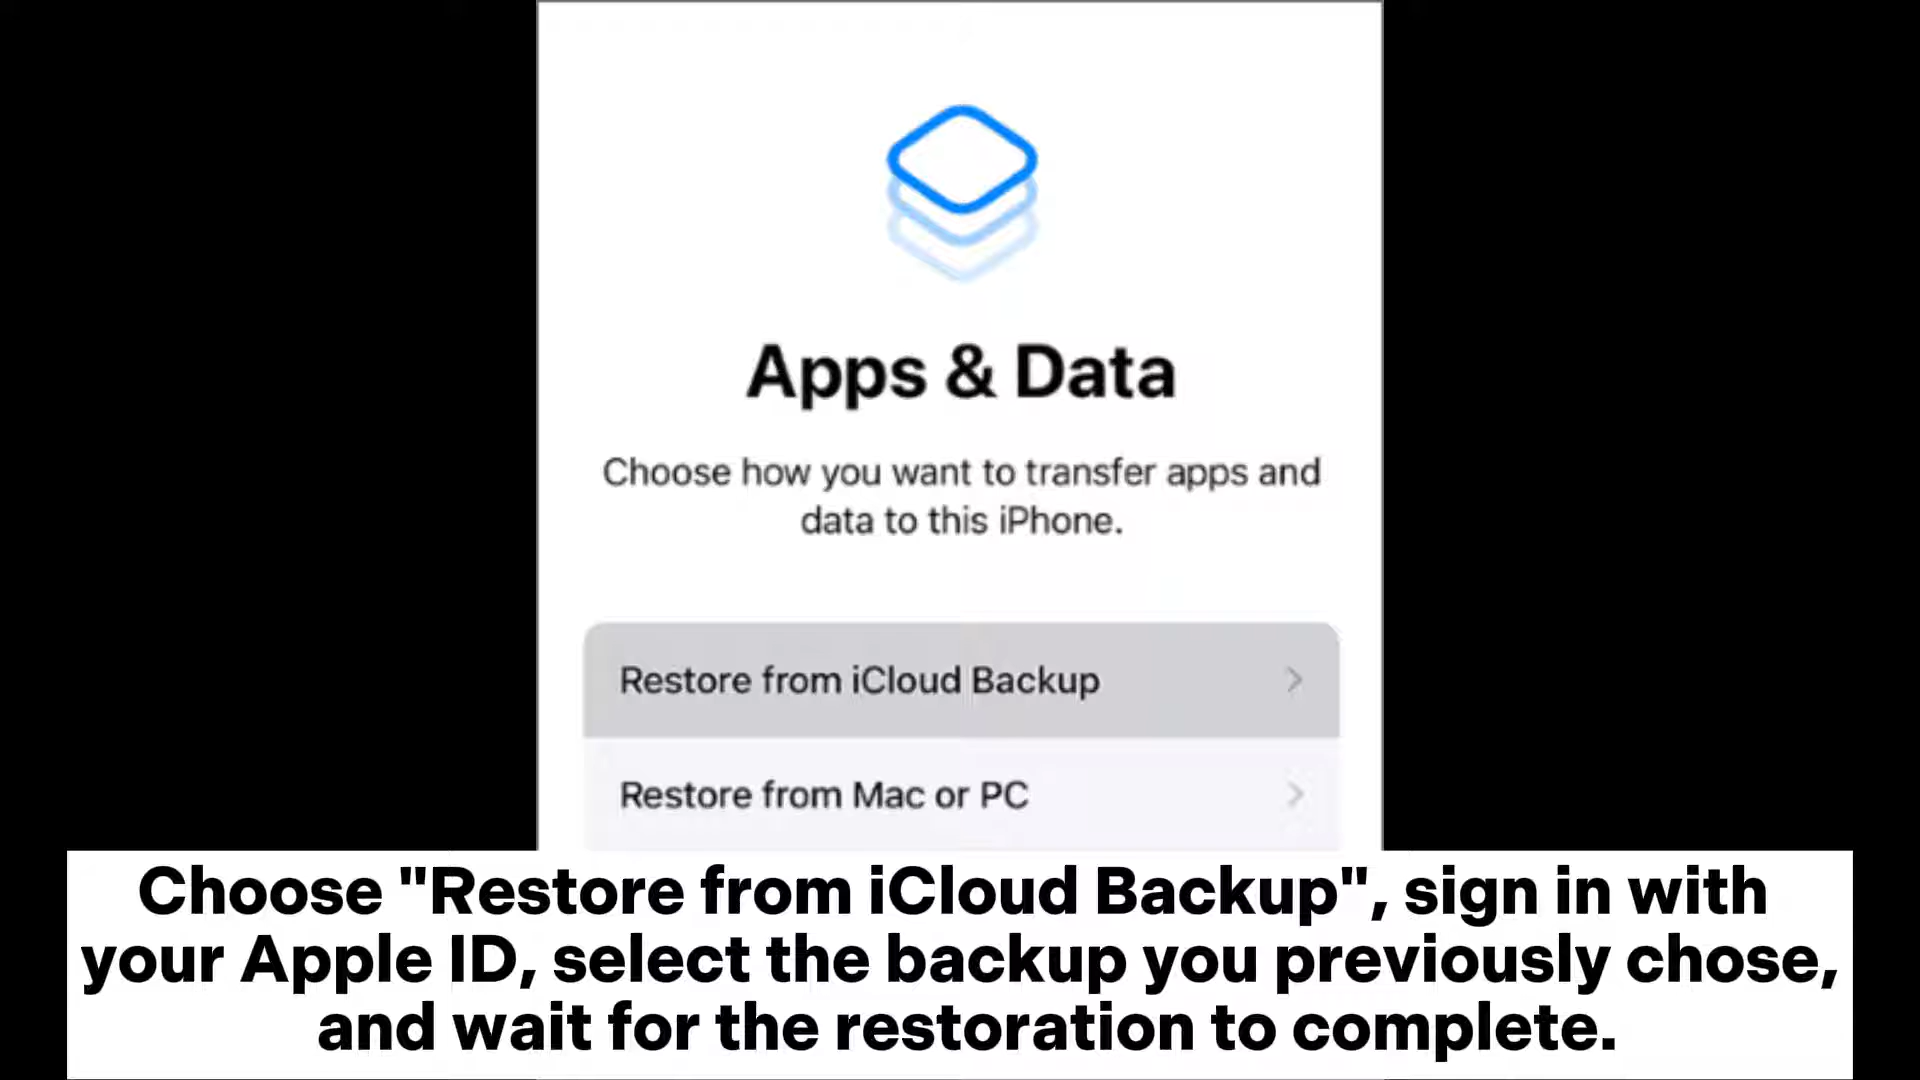 Apps & Data
Choose how you want to transfer apps and
data to this iPhone.
Restore from iCloud Backup
Restore from Mac or PC
Choose "Restore from iCloud Backup", sign in with
your Apple ID, select the backup you previously chose,
and wait for the restoration to complete.